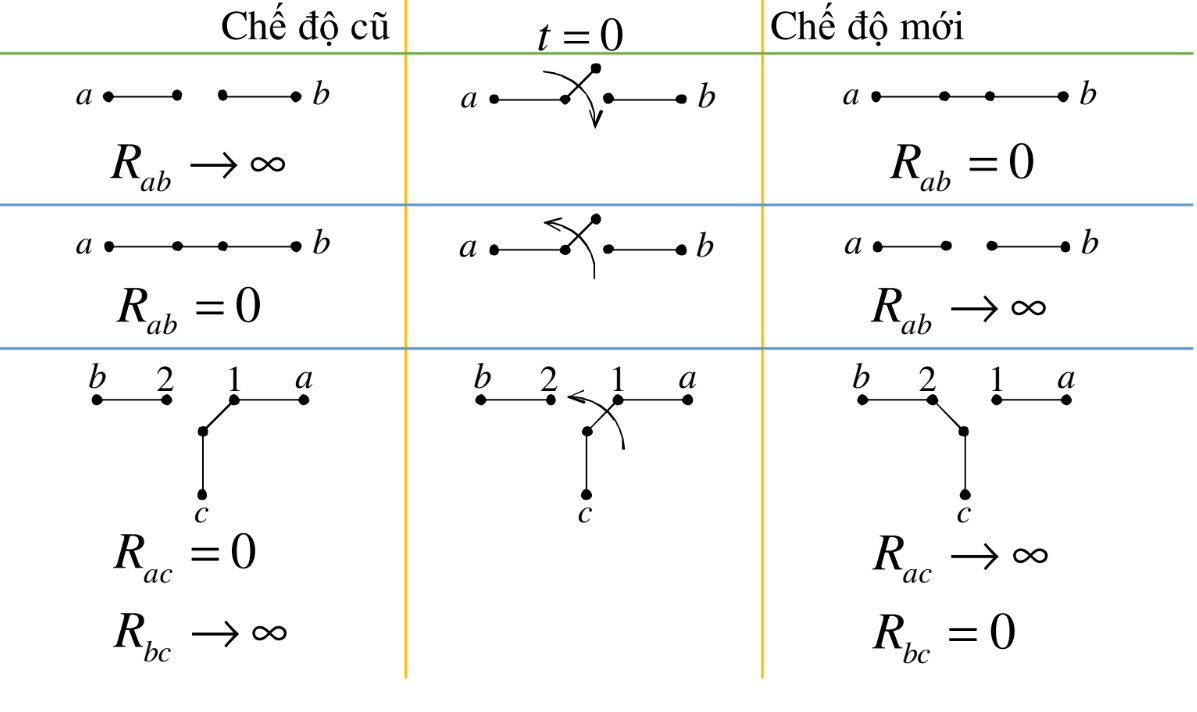 Chế độ cũ t = 0 Chế độ mới
a b a b a b
R_ab → ∞ R_ab = 0
a b a b a b
R_ab = 0 R_ab → ∞
b 2 1 a b 2 1 a b 2 1 a
c c c
R_ac = 0 R_ac → ∞
R_bc → ∞ R_bc = 0